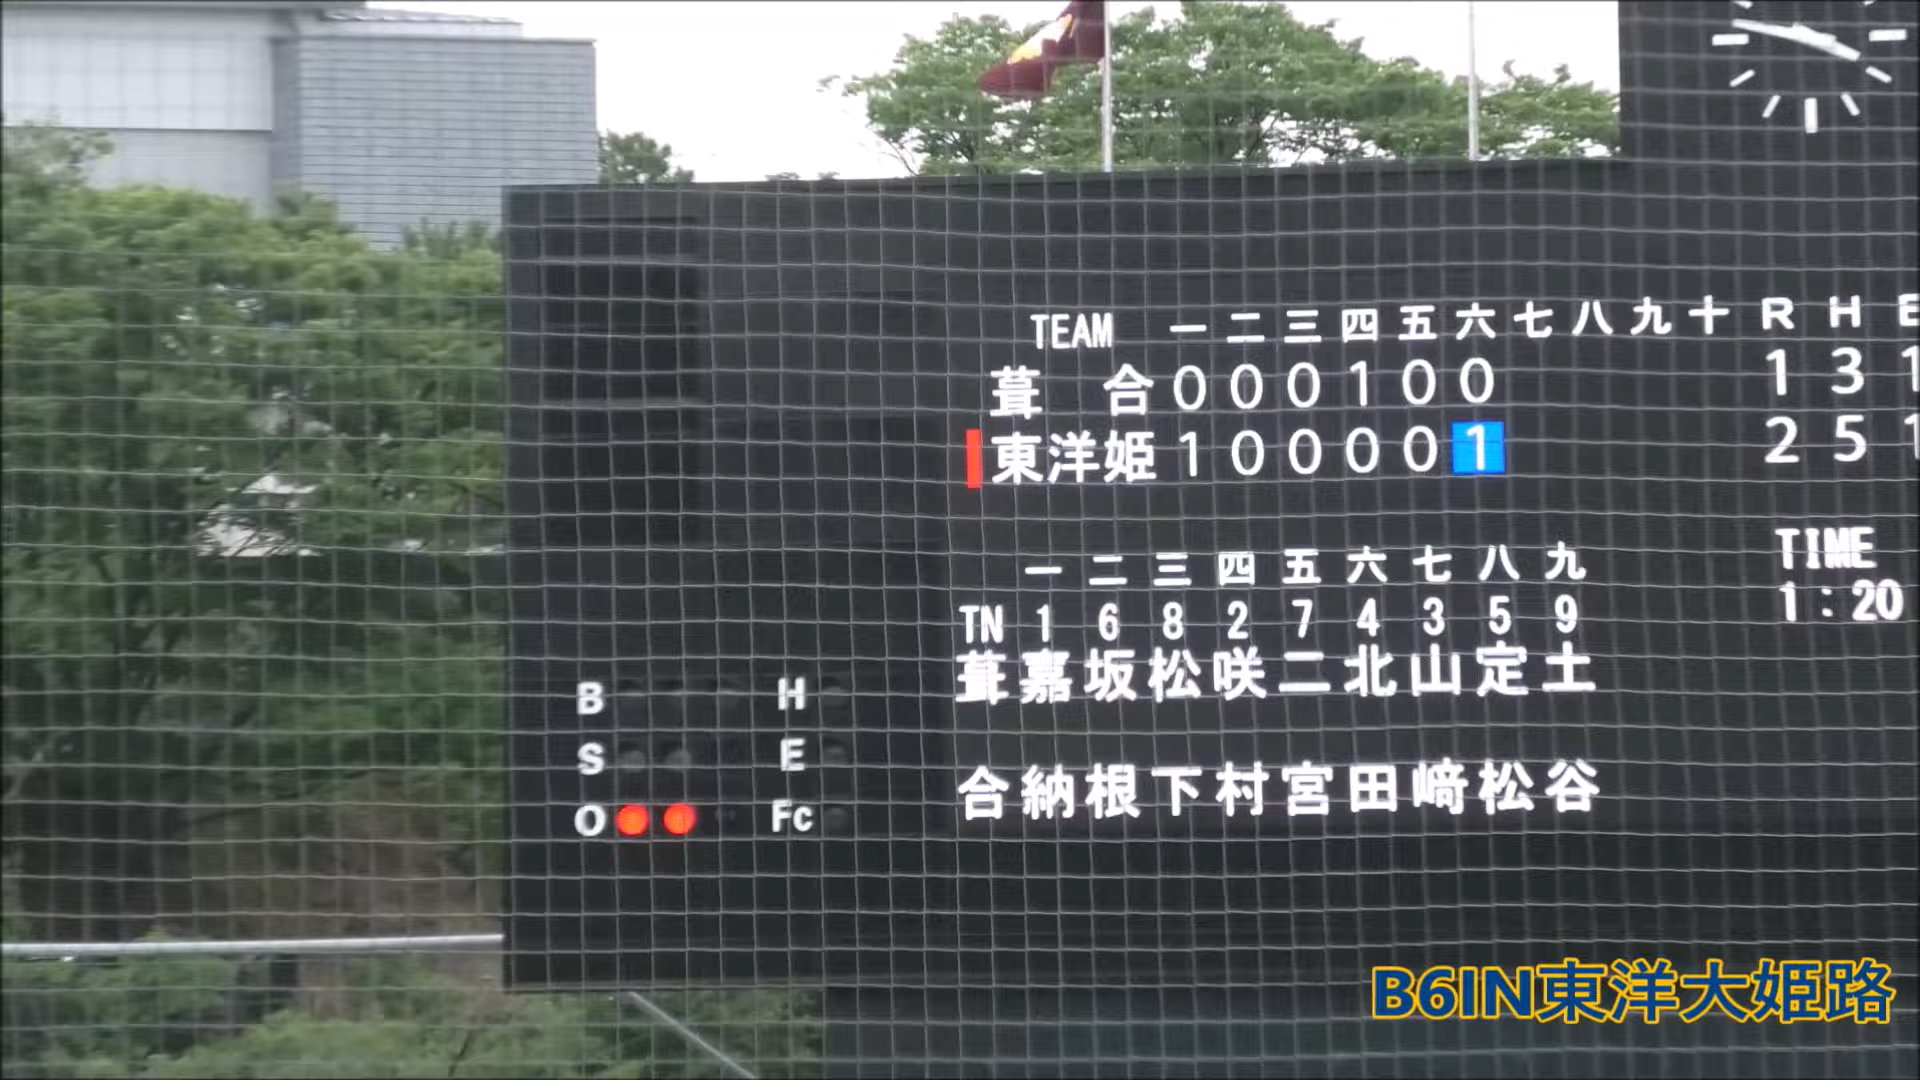 TEAM 一 二 三 四 五 六 七 八 九 十 R H E
葺 合 0 0 0 1 0 0 1 3 1
東洋姫 1 0 0 0 0 1 2 5 1
TIME
1:20
一 二 三 四 五 六 七 八 九
TN 1 6 8 2 7 4 3 5 9
葺 嘉 坂 松 咲 二 北 山 定 土
合 納 根 下 村 宮 田 﨑 松 谷
B H
S E
O Fc
B6IN東洋大姫路